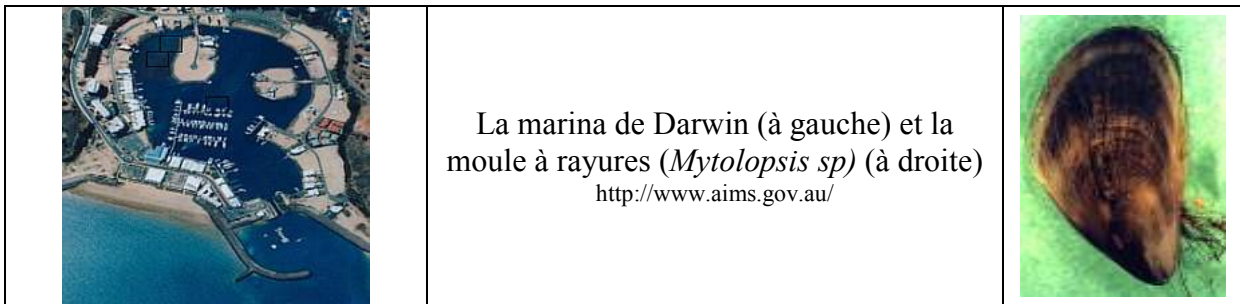 La marina de Darwin (à gauche) et la
moule à rayures (Mytolopsis sp) (à droite)
http://www.aims.gov.au/